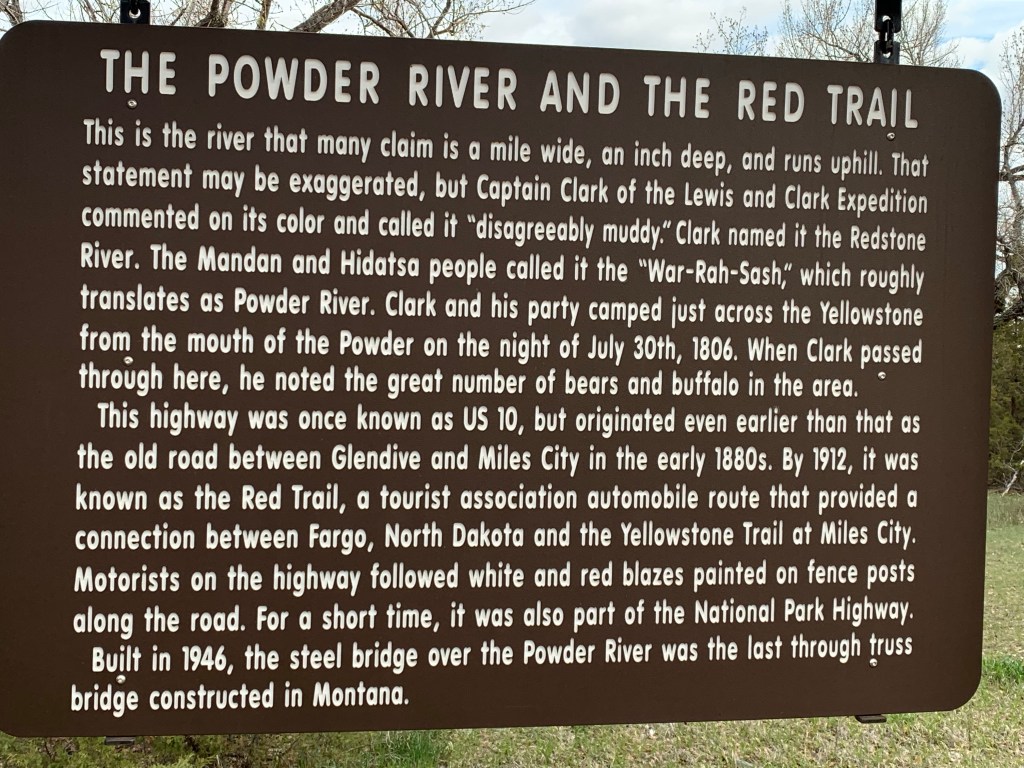 THE POWDER RIVER AND THE RED TRAIL
This is the river that many claim is a mile wide, an inch deep, and runs uphill. That
statement may be exaggerated, but Captain Clark of the Lewis and Clark Expedition
commented on its color and called it "disagreeably muddy." Clark named it the Redstone
River. The Mandan and Hidatsa people called it the "War-Rah-Sash," which roughly
translates as Powder River. Clark and his party camped just across the Yellowstone
from the mouth of the Powder on the night of July 30th, 1806. When Clark passed
through here, he noted the great number of bears and buffalo in the area.
This highway was once known as US 10, but originated even earlier than that as
the old road between Glendive and Miles City in the early 1880s. By 1912, it was
known as the Red Trail, a tourist association automobile route that provided a
connection between Fargo, North Dakota and the Yellowstone Trail at Miles City.
Motorists on the highway followed white and red blazes painted on fence posts
along the road. For a short time, it was also part of the National Park Highway.
Built in 1946, the steel bridge over the Powder River was the last through truss
bridge constructed in Montana.